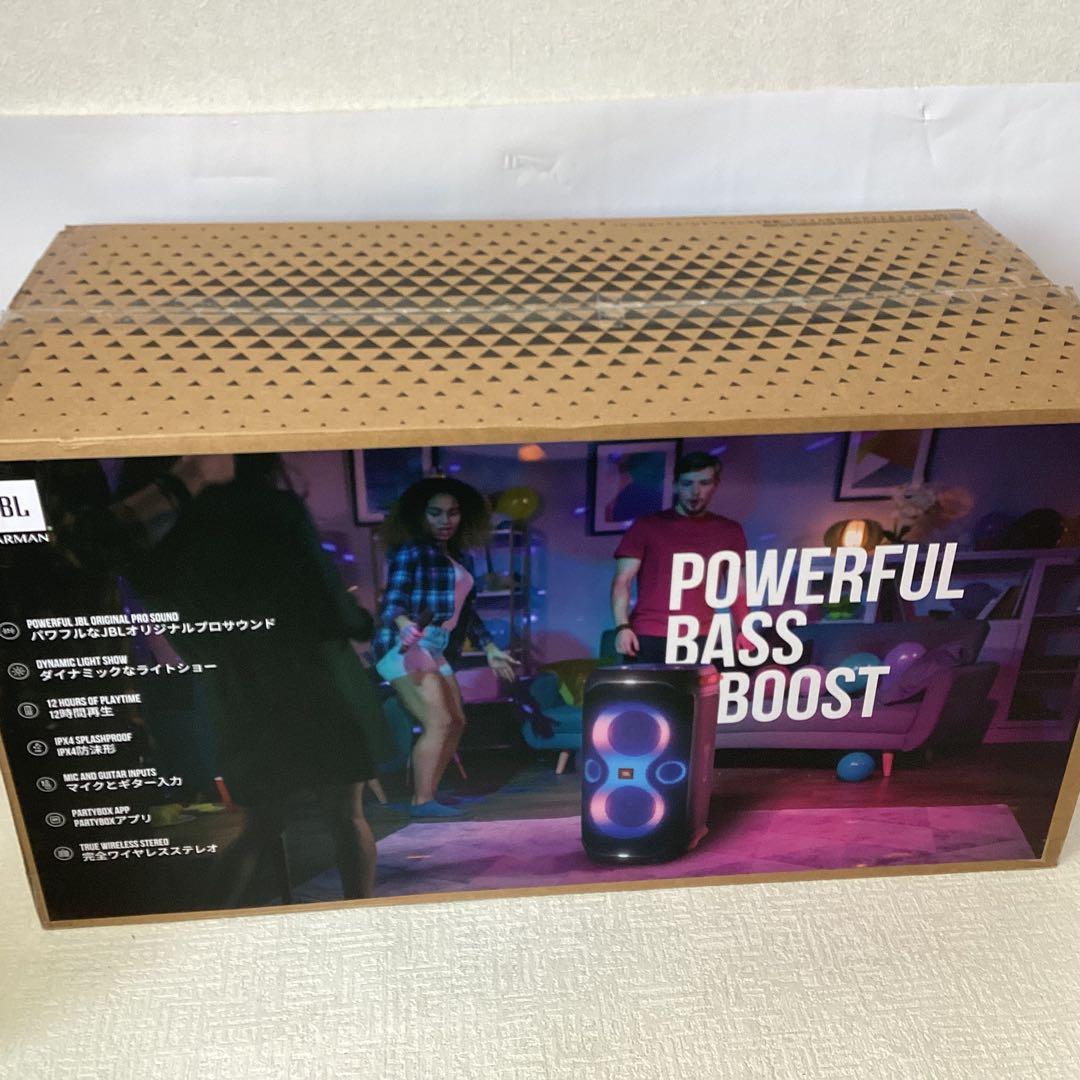 JBL
HARMAN
POWERFUL JBL ORIGINAL PRO SOUND
パワフルなJBLオリジナルプロサウンド
DYNAMIC LIGHT SHOW
ダイナミックなライトショー
12 HOURS OF PLAYTIME
12時間再生
IPX4 SPLASHPROOF
IPX4防沫形
MIC AND GUITAR INPUTS
マイクとギター入力
PARTYBOX APP
PARTYBOXアプリ
TRUE WIRELESS STEREO
完全ワイヤレスステレオ
POWERFUL
BASS
BOOST
JBL